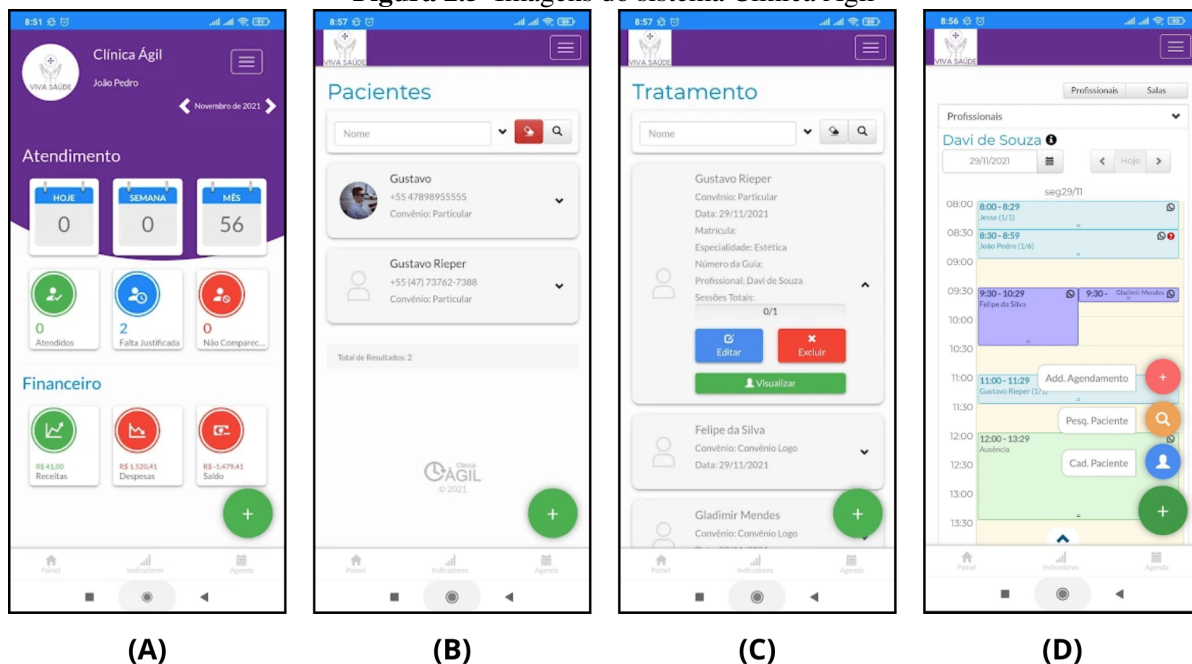 Figura 2.5  Imagens do sistema Clínica Ágil
8:51
VIVA SAÚDE
Clínica Ágil
João Pedro
Novembro de 2021
Atendimento
HOJE
0
SEMANA
0
MÊS
56
0
Atendidos
2
Falta Justificada
0
Não Comparec...
Financeiro
R$ 41,00
Receitas
R$ 1.520,41
Despesas
R$ -1.479,41
Saldo
+
Painel
Indicadores
Agenda
(A)
8:57
VIVA SAÚDE
Pacientes
Nome
Gustavo
+55 47898955555
Convênio: Particular
Gustavo Rieper
+55 (47) 73762-7388
Convênio: Particular
Total de Resultados: 2
Clínica
ÁGIL
© 2021
+
Painel
Indicadores
Agenda
(B)
8:57
VIVA SAÚDE
Tratamento
Nome
Gustavo Rieper
Convênio: Particular
Data: 29/11/2021
Matrícula:
Especialidade: Estética
Número da Guia:
Profissional: Davi de Souza
Sessões Totais:
0/1
Editar
Excluir
Visualizar
Felipe da Silva
Convênio: Convênio Logo
Data: 29/11/2021
Gladimir Mendes
Convênio: Convênio Logo
+
Painel
Indicadores
Agenda
(C)
8:56
VIVA SAÚDE
Profissionais
Salas
Profissionais
Davi de Souza
29/11/2021
Hoje
seg29/11
08:00
8:00 - 8:29
Jesse (1/1)
08:30
8:30 - 8:59
João Pedro (1/6)
09:00
09:30
9:30 - 10:29
Felipe da Silva
9:30 -
Gladimir Mendes
10:00
10:30
11:00
11:00 - 11:29
Gustavo Rieper (1/1)
Add. Agendamento
+
11:30
Pesq. Paciente
12:00
12:00 - 13:29
Ausência
12:30
Cad. Paciente
13:00
+
13:30
Painel
Indicadores
Agenda
(D)